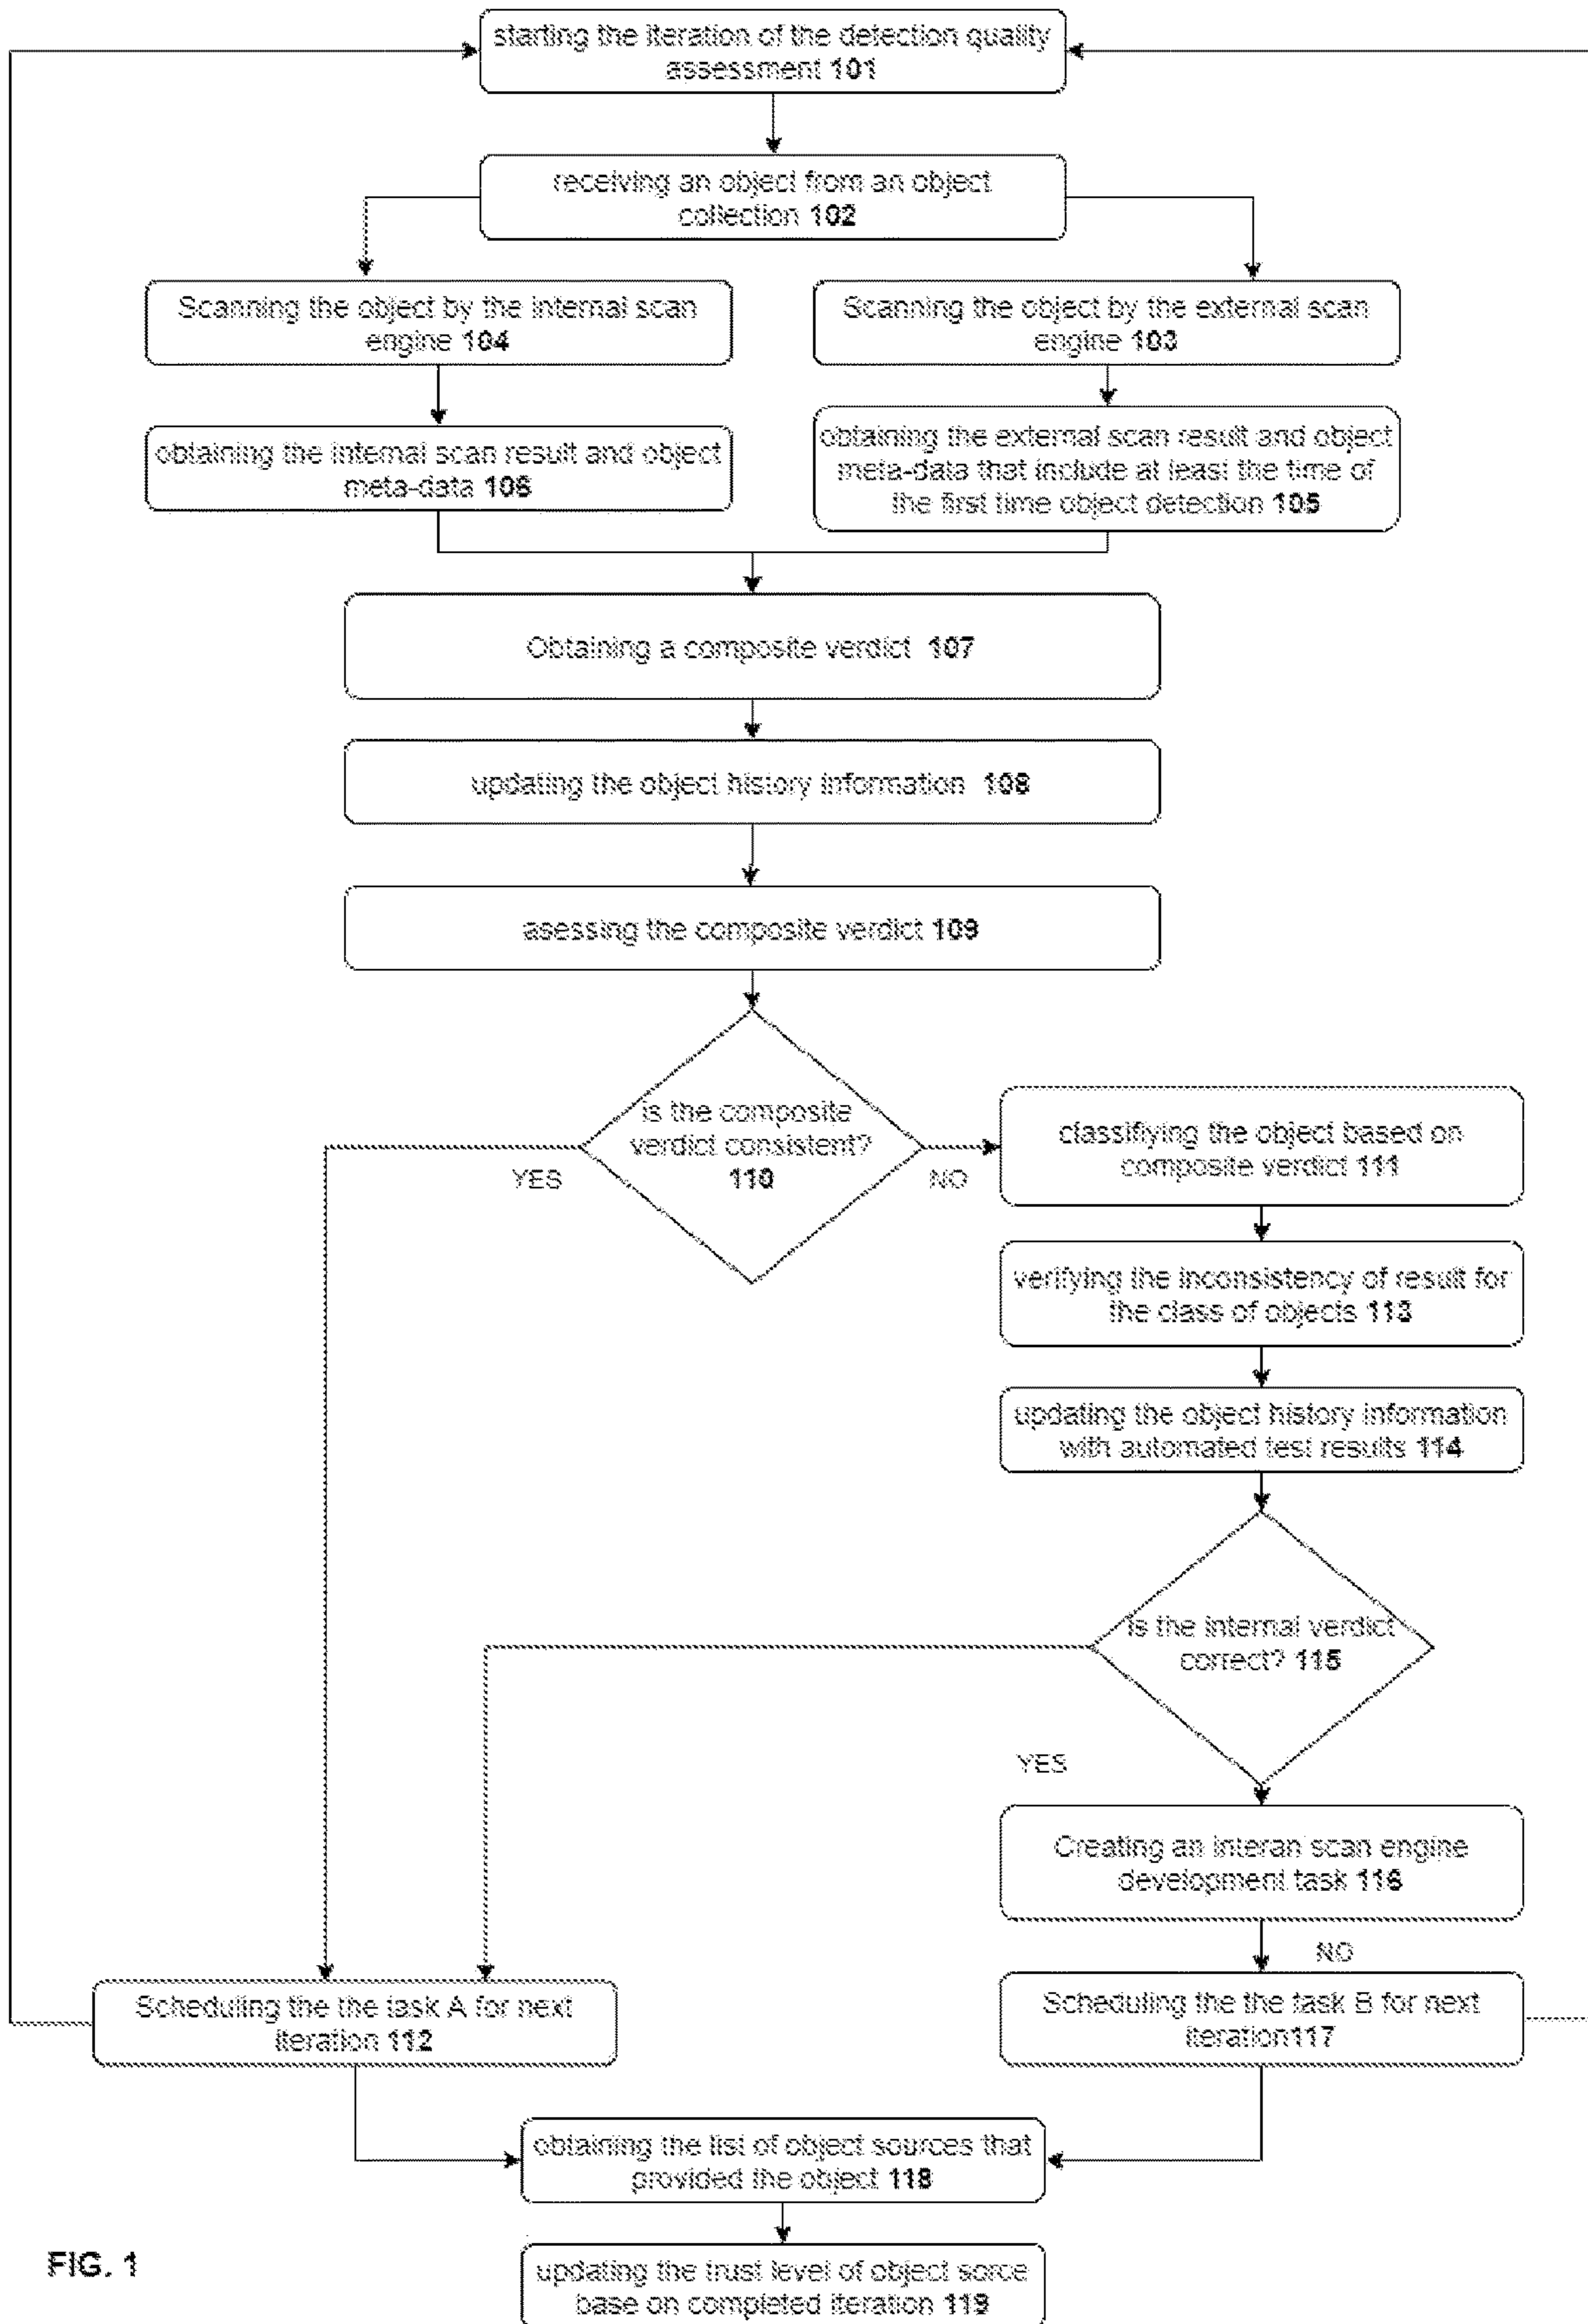 starting the iteration of the detection quality
assessment 101
receiving an object from an object
collection 102
Scanning the object by the internal scan
engine 104
Scanning the object by the external scan
engine 103
obtaining the internal scan result and object
meta-data 106
obtaining the external scan result and object
meta-data that include at least the time of
the first time object detection 105
Obtaining a composite verdict 107
updating the object history information 108
asessing the composite verdict 109
is the composite
verdict consistent?
110
YES
NO
classifiying the object based on
composite verdict 111
verifying the inconsistency of result for
the class of objects 113
updating the object history information
with automated test results 114
is the internal verdict
correct? 115
YES
Creating an interan scan engine
development task 116
NO
Scheduling the the task A for next
iteration 112
Scheduling the the task B for next
iteration117
obtaining the list of object sources that
provided the object 118
FIG. 1
updating the trust level of object sorce
base on completed iteration 119